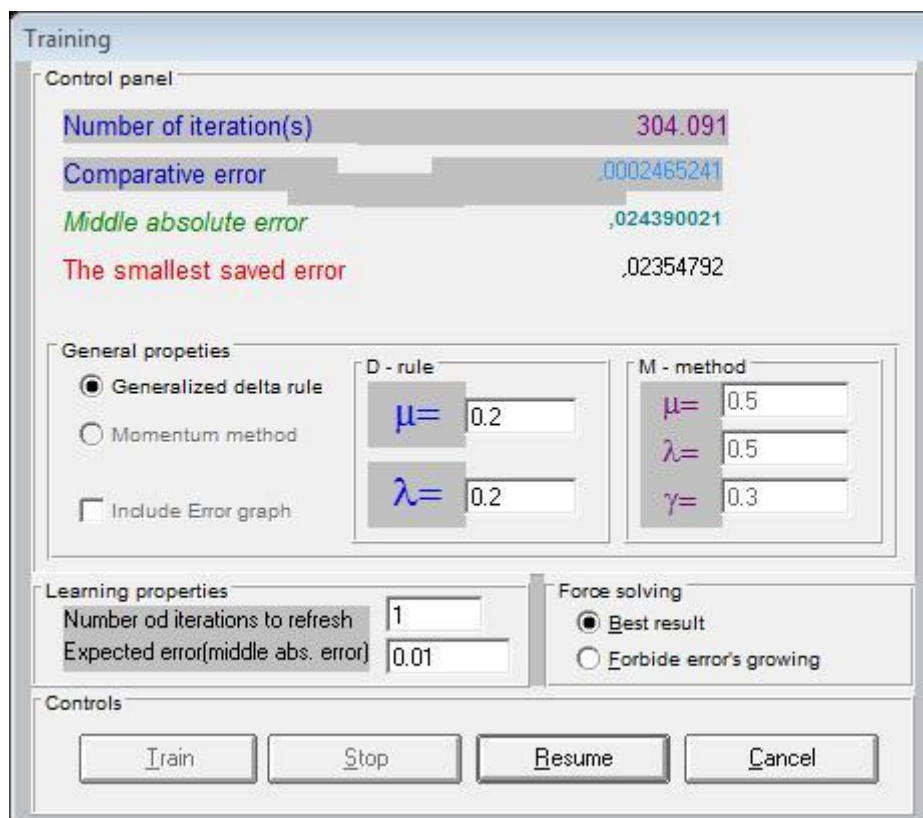 Training
Control panel
Number of iteration(s) 304.091
Comparative error ,0002465241
Middle absolute error ,024390021
The smallest saved error ,02354792
General propeties
Generalized delta rule
Momentum method
Include Error graph
D - rule
μ= 0.2
λ= 0.2
M - method
μ= 0.5
λ= 0.5
γ= 0.3
Learning properties
Number od iterations to refresh 1
Expected error(middle abs. error) 0.01
Force solving
Best result
Forbide error's growing
Controls
Train Stop Resume Cancel